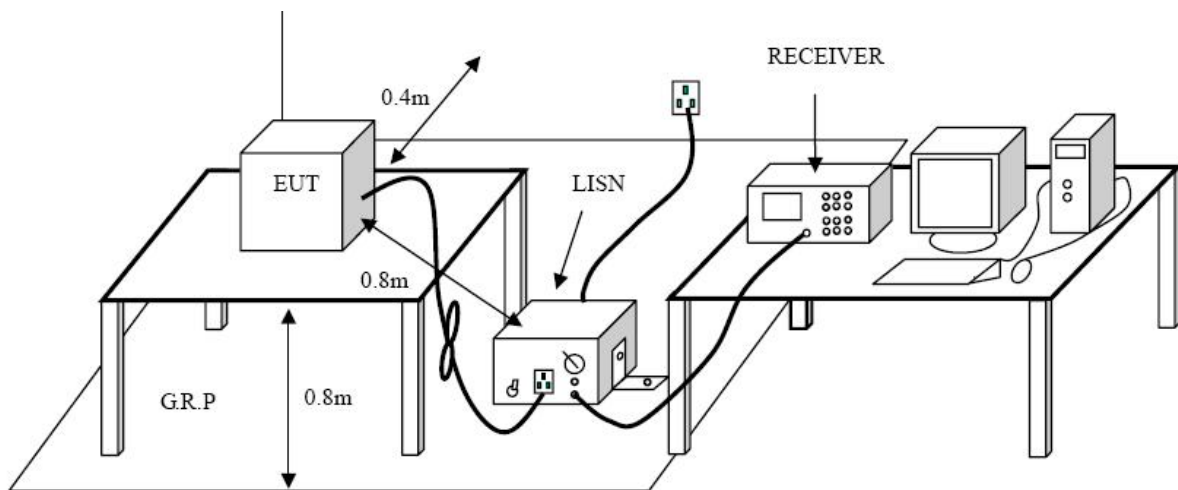 RECEIVER
0.4m
EUT
LISN
0.8m
G.R.P
0.8m